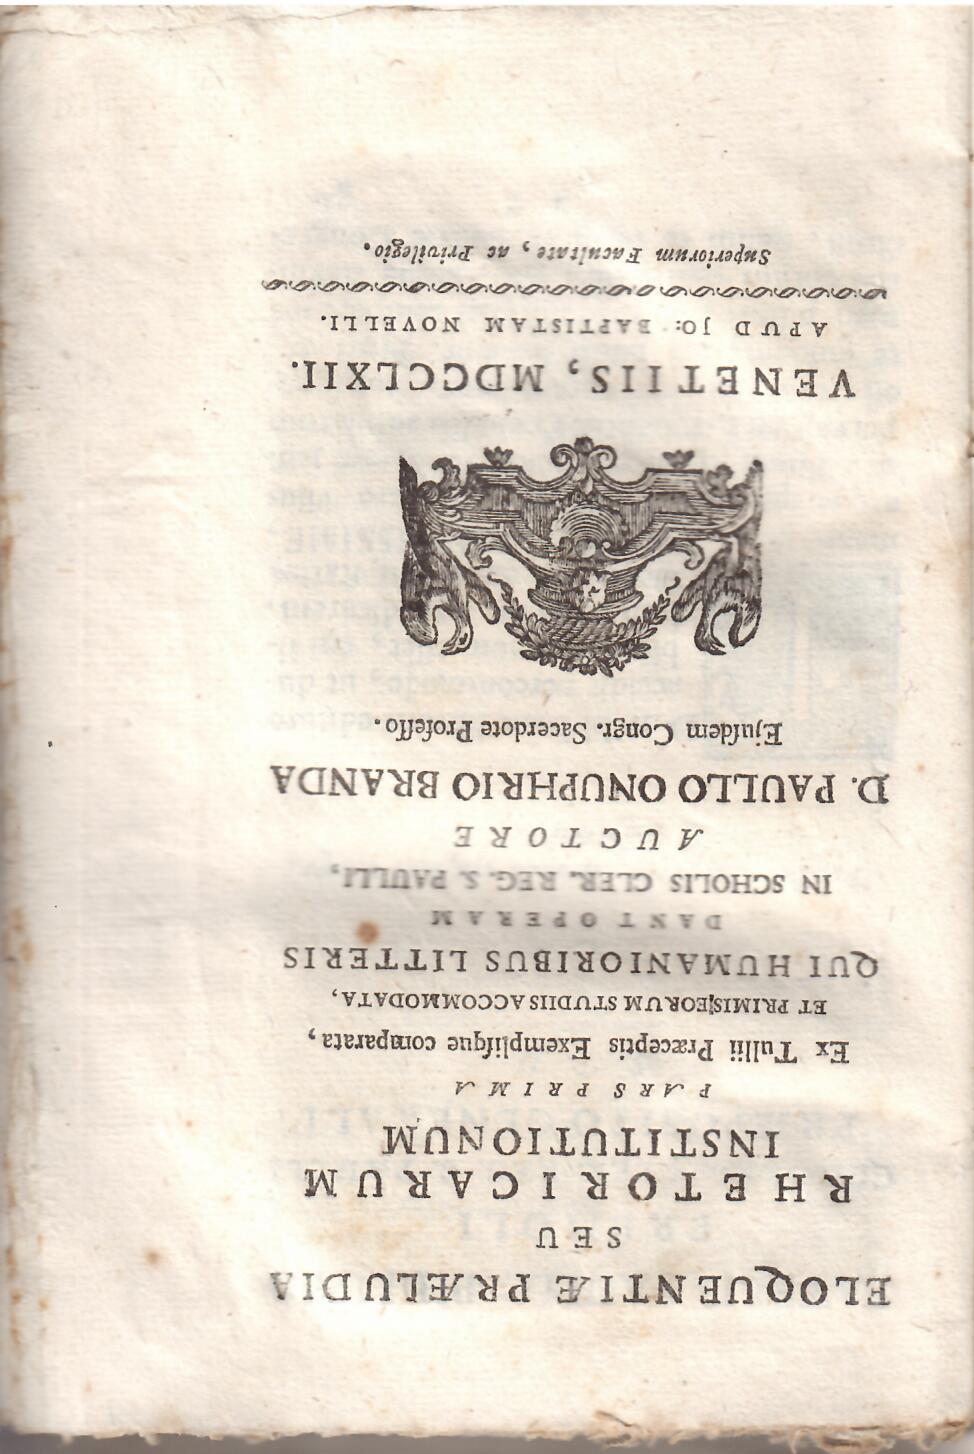 ELOQUENTIÆ PRÆLUDIA
SEU
RHETORICARUM
INSTITUTIONUM
PARS PRIMA
Ex Tullii Præceptis Exemplisque comparata,
ET PRIMIS EORUM STUDIIS ACCOMMODATA,
QUI HUMANIORIBUS LITTERIS
DANT OPERAM
IN SCHOLIS CLER. REG. S. PAULLI,
AUCTORE
D. PAULLO ONUPHRIO BRANDA
Ejuſdem Congr. Sacerdote Profeſſo.
VENETIIS, MDCCLXII.
APUD JO: BAPTISTAM NOVELLI.
Superiorum Facultate, ac Privilegio.